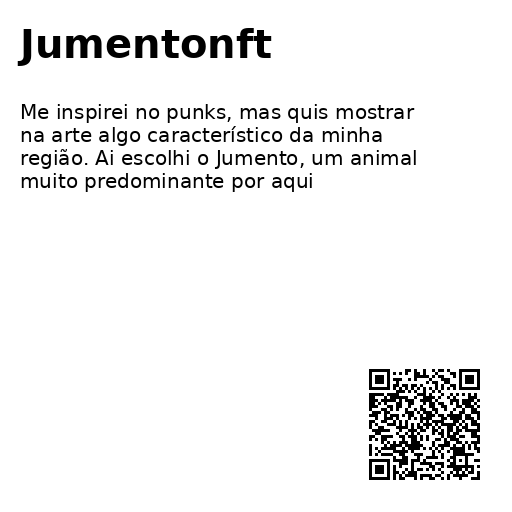 Jumentonft
Me inspirei no punks, mas quis mostrar
na arte algo característico da minha
região. Ai escolhi o Jumento, um animal
muito predominante por aqui